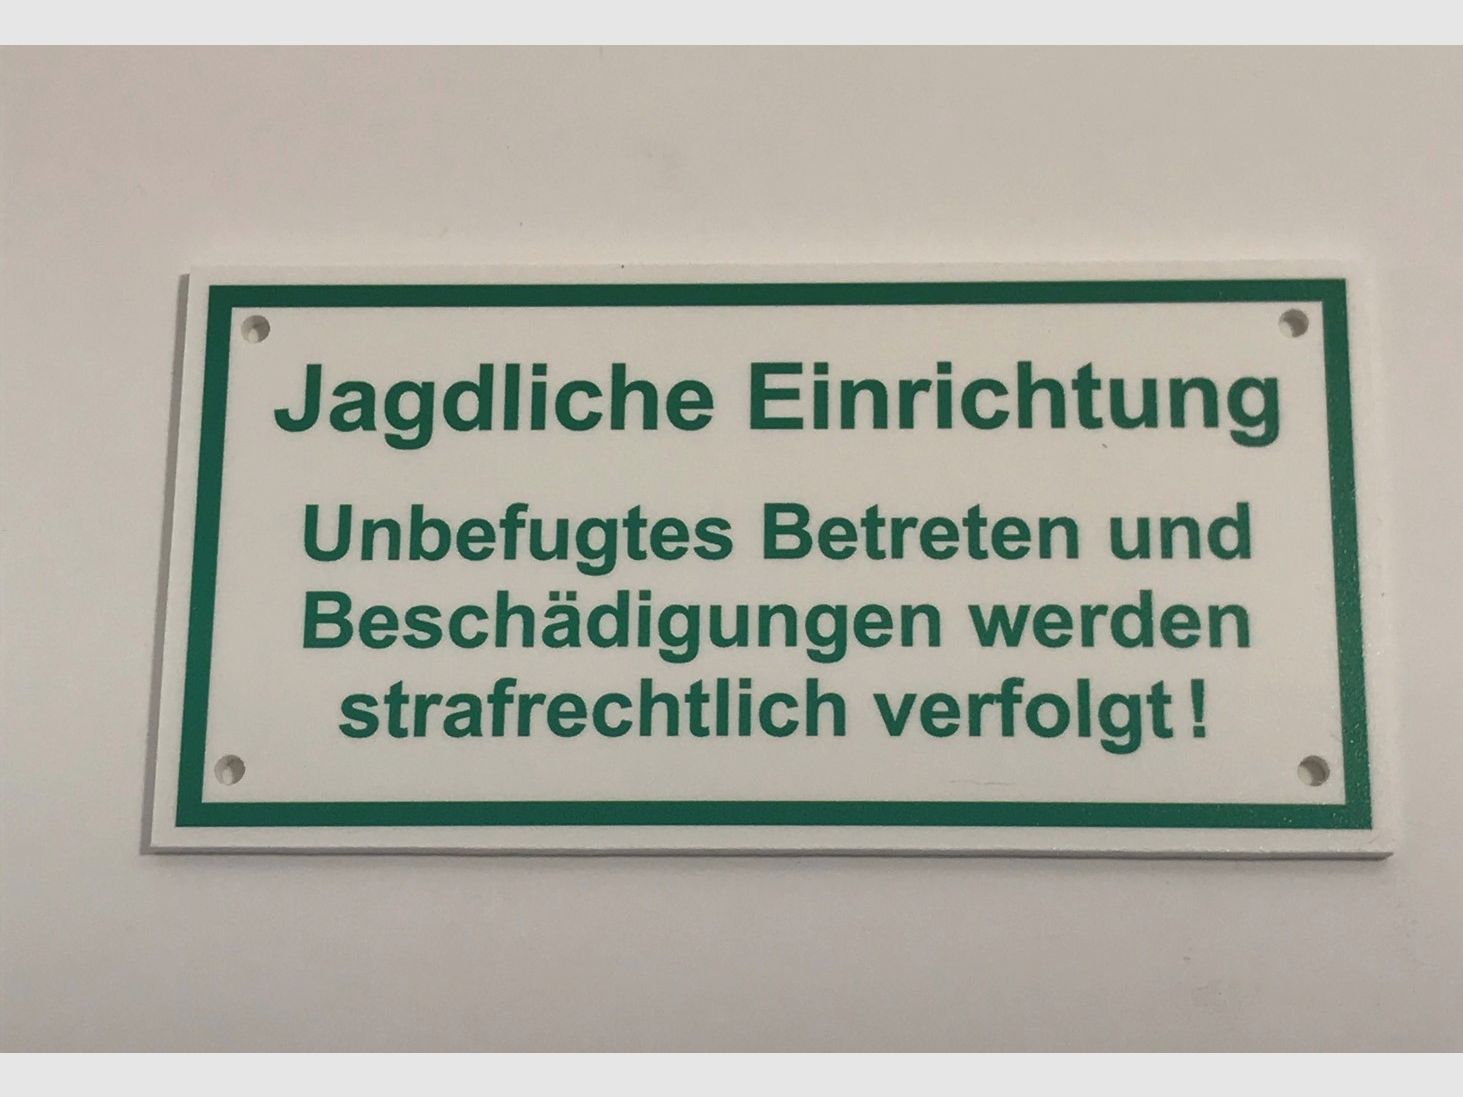 Jagdliche Einrichtung
Unbefugtes Betreten und
Beschädigungen werden
strafrechtlich verfolgt!